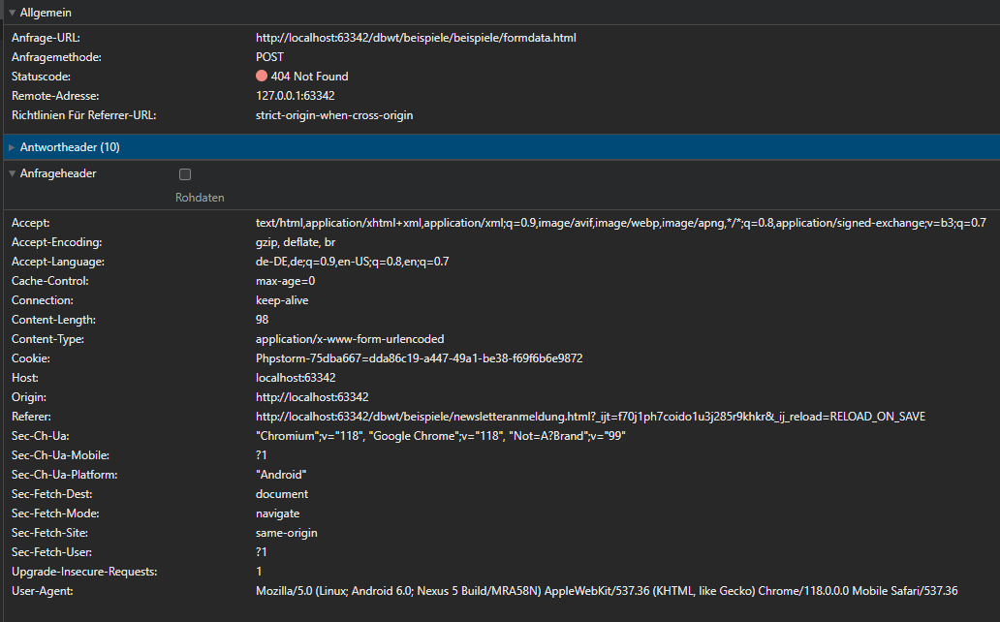 Allgemein
Anfrage-URL: http://localhost:63342/dbwt/beispiele/beispiele/formdata.html
Anfragemethode: POST
Statuscode: 404 Not Found
Remote-Adresse: 127.0.0.1:63342
Richtlinien Für Referrer-URL: strict-origin-when-cross-origin
Antwortheader (10)
Anfrageheader
Rohdaten
Accept: text/html,application/xhtml+xml,application/xml;q=0.9,image/avif,image/webp,image/apng,*/*;q=0.8,application/signed-exchange;v=b3;q=0.7
Accept-Encoding: gzip, deflate, br
Accept-Language: de-DE,de;q=0.9,en-US;q=0.8,en;q=0.7
Cache-Control: max-age=0
Connection: keep-alive
Content-Length: 98
Content-Type: application/x-www-form-urlencoded
Cookie: Phpstorm-75dba667=dda86c19-a447-49a1-be38-f69f6b6e9872
Host: localhost:63342
Origin: http://localhost:63342
Referer: http://localhost:63342/dbwt/beispiele/newsletteranmeldung.html?_ijt=f70j1ph7coido1u3j285r9khkr&_ij_reload=RELOAD_ON_SAVE
Sec-Ch-Ua: "Chromium";v="118", "Google Chrome";v="118", "Not=A?Brand";v="99"
Sec-Ch-Ua-Mobile: ?1
Sec-Ch-Ua-Platform: "Android"
Sec-Fetch-Dest: document
Sec-Fetch-Mode: navigate
Sec-Fetch-Site: same-origin
Sec-Fetch-User: ?1
Upgrade-Insecure-Requests: 1
User-Agent: Mozilla/5.0 (Linux; Android 6.0; Nexus 5 Build/MRA58N) AppleWebKit/537.36 (KHTML, like Gecko) Chrome/118.0.0.0 Mobile Safari/537.36